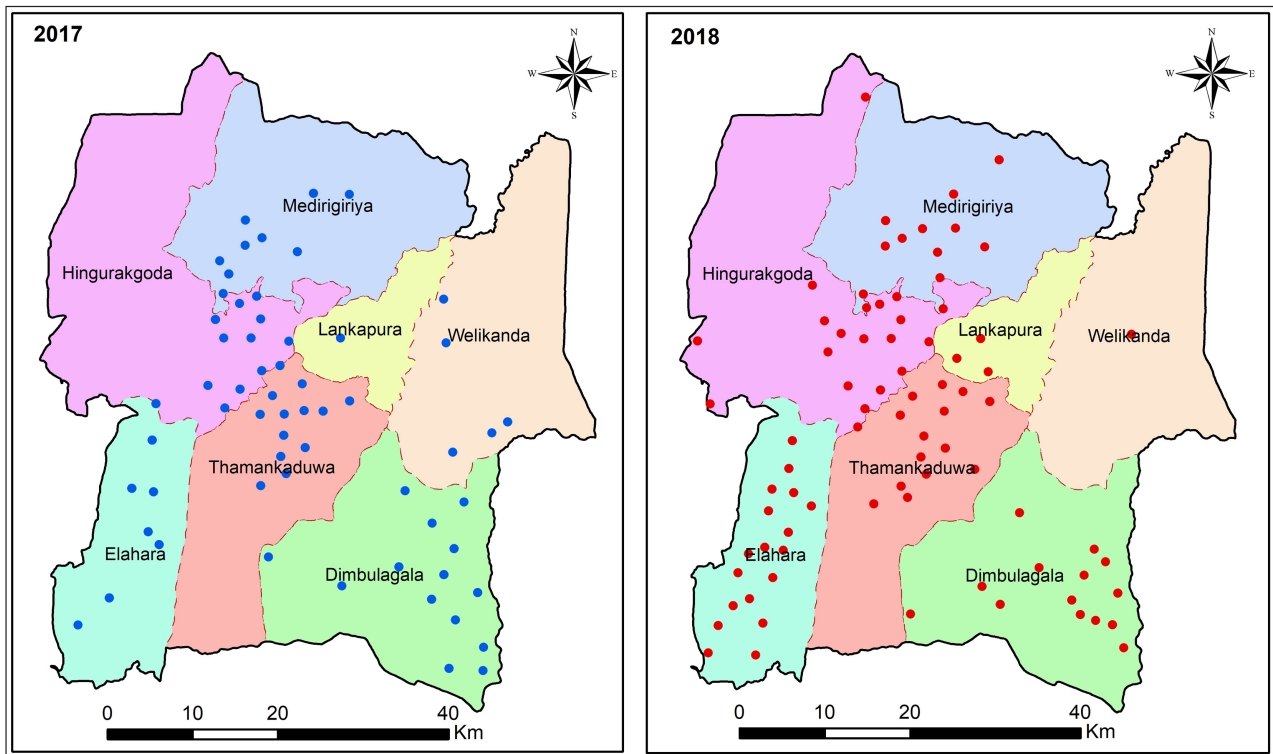 2017
N
W E
S
Medirigiriya
Hingurakgoda
Lankapura
Welikanda
Thamankaduwa
Elahara
Dimbulagala
0 10 20 40
Km
2018
N
W E
S
Medirigiriya
Hingurakgoda
Lankapura
Welikanda
Thamankaduwa
Elahara
Dimbulagala
0 10 20 40
Km